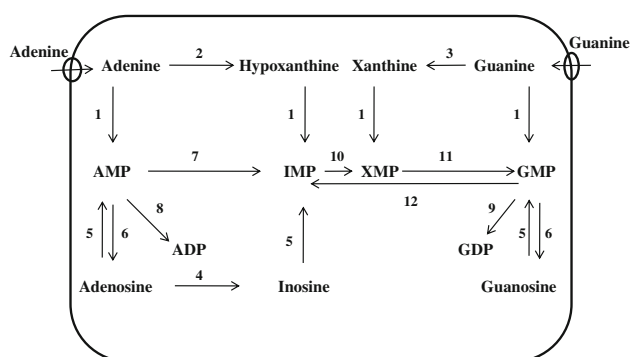 Adenine Guanine
Adenine 2 Hypoxanthine Xanthine 3 Guanine
1 1 1 1
AMP 7 IMP 10 XMP 11 GMP
12
5 6 8 ADP 5 9 GDP 5 6
Adenosine 4 Inosine Guanosine